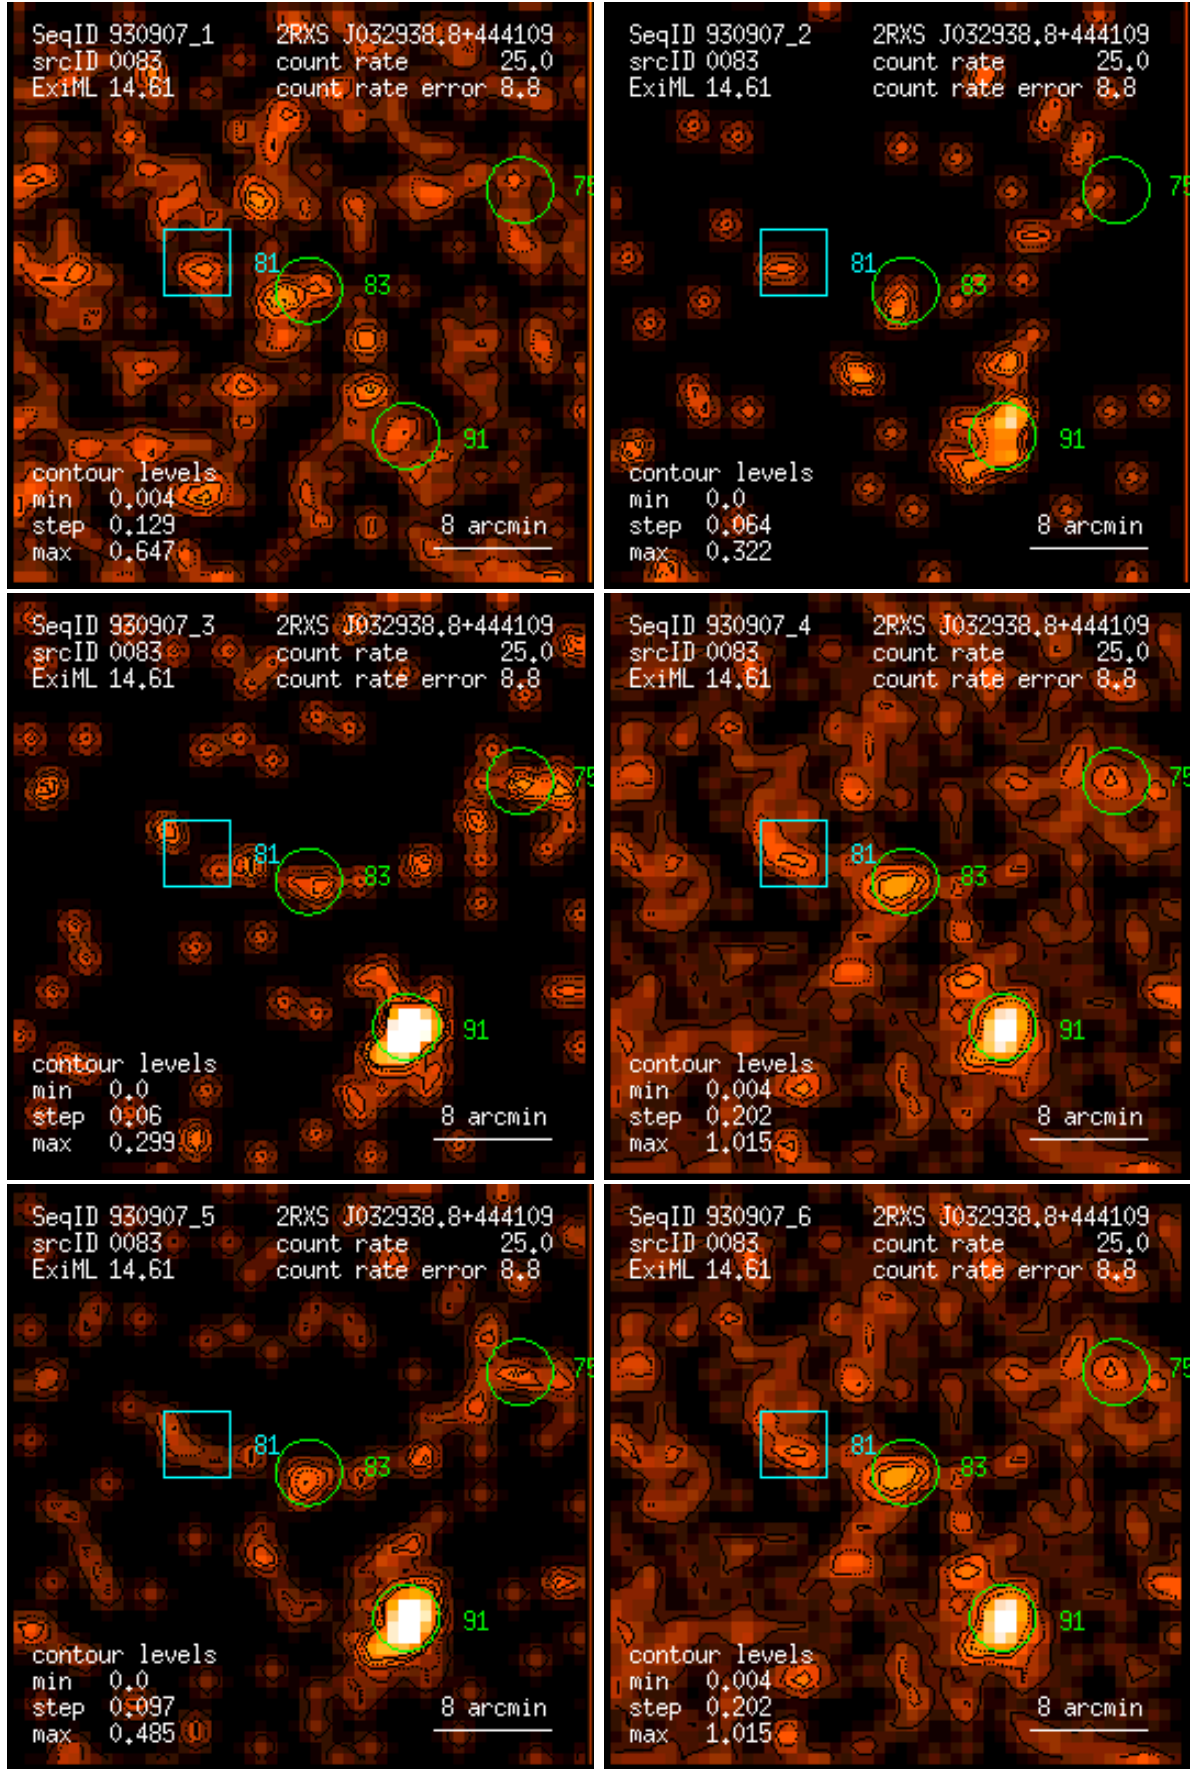 SeqID 930907_1 2RXS J032938.8+444109
srcID 0083 count rate 25.0
ExiML 14.61 count rate error 8.8
75
81
83
91
contour levels
min 0.004
step 0.129 8 arcmin
max 0.647
SeqID 930907_2 2RXS J032938.8+444109
srcID 0083 count rate 25.0
ExiML 14.61 count rate error 8.8
75
81
83
91
contour levels
min 0.0
step 0.064 8 arcmin
max 0.322
SeqID 930907_3 2RXS J032938.8+444109
srcID 0083 count rate 25.0
ExiML 14.61 count rate error 8.8
75
81
83
91
contour levels
min 0.0
step 0.06 8 arcmin
max 0.299
SeqID 930907_4 2RXS J032938.8+444109
srcID 0083 count rate 25.0
ExiML 14.61 count rate error 8.8
75
81
83
91
contour levels
min 0.004
step 0.202 8 arcmin
max 1.015
SeqID 930907_5 2RXS J032938.8+444109
srcID 0083 count rate 25.0
ExiML 14.61 count rate error 8.8
75
81
83
91
contour levels
min 0.0
step 0.097 8 arcmin
max 0.485
SeqID 930907_6 2RXS J032938.8+444109
srcID 0083 count rate 25.0
ExiML 14.61 count rate error 8.8
75
81
83
91
contour levels
min 0.004
step 0.202 8 arcmin
max 1.015